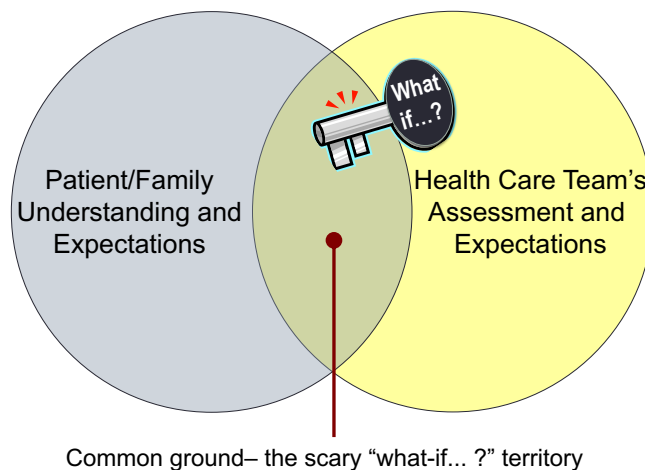 What
if...?
Patient/Family
Understanding and
Expectations
Health Care Team's
Assessment and
Expectations
Common ground– the scary “what-if... ?” territory